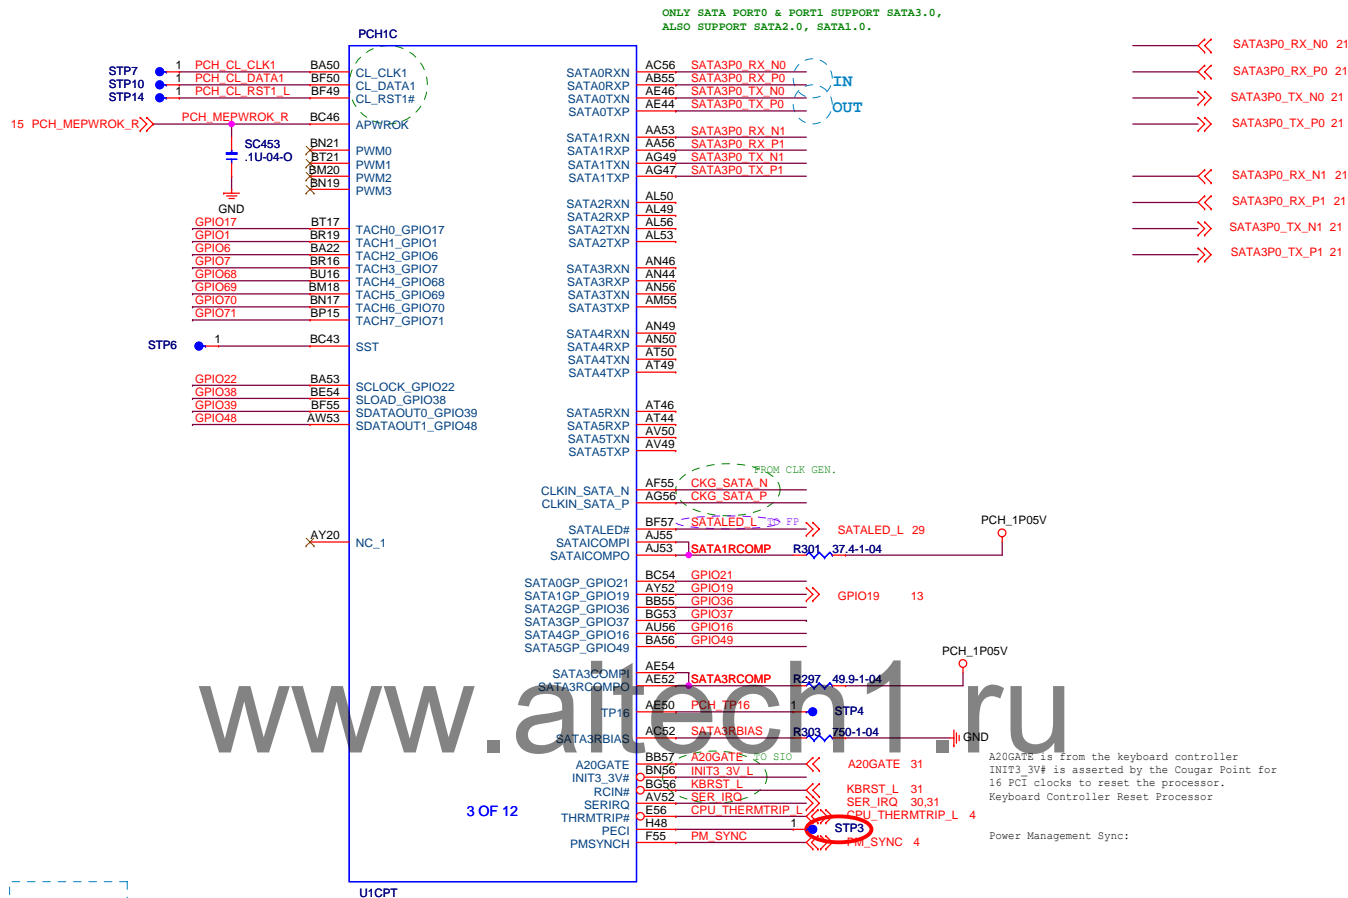 ONLY SATA PORT0 & PORT1 SUPPORT SATA3.0,
ALSO SUPPORT SATA2.0, SATA1.0.
PCH1C
STP7 1 PCH_CL_CLK1 BA50 CL_CLK1
STP10 1 PCH_CL_DATA1 BF50 CL_DATA1
STP14 1 PCH_CL_RST1_L BF49 CL_RST1#
15 PCH_MEPWROK_R PCH_MEPWROK_R BC46 APWROK
SC453
.1U-04-O
GND
BN21 PWM0
BT21 PWM1
BM20 PWM2
BN19 PWM3
GPIO17 BT17 TACH0_GPIO17
GPIO1 BR19 TACH1_GPIO1
GPIO6 BA22 TACH2_GPIO6
GPIO7 BR16 TACH3_GPIO7
GPIO68 BU16 TACH4_GPIO68
GPIO69 BM18 TACH5_GPIO69
GPIO70 BN17 TACH6_GPIO70
GPIO71 BP15 TACH7_GPIO71
STP6 1 BC43 SST
GPIO22 BA53 SCLOCK_GPIO22
GPIO38 BE54 SLOAD_GPIO38
GPIO39 BF55 SDATAOUT0_GPIO39
GPIO48 AW53 SDATAOUT1_GPIO48
AY20 NC_1
3 OF 12
U1CPT
SATA0RXN AC56 SATA3P0_RX_N0
SATA0RXP AB55 SATA3P0_RX_P0
IN
SATA0TXN AE46 SATA3P0_TX_N0
SATA0TXP AE44 SATA3P0_TX_P0
OUT
SATA1RXN AA53 SATA3P0_RX_N1
SATA1RXP AA56 SATA3P0_RX_P1
SATA1TXN AG49 SATA3P0_TX_N1
SATA1TXP AG47 SATA3P0_TX_P1
SATA2RXN AL50
SATA2RXP AL49
SATA2TXN AL56
SATA2TXP AL53
SATA3RXN AN46
SATA3RXP AN44
SATA3TXN AN56
SATA3TXP AM55
SATA4RXN AN49
SATA4RXP AN50
SATA4TXN AT50
SATA4TXP AT49
SATA5RXN AT46
SATA5RXP AT44
SATA5TXN AV50
SATA5TXP AV49
FROM CLK GEN.
CLKIN_SATA_N AF55 CKG_SATA_N
CLKIN_SATA_P AG56 CKG_SATA_P
SATALED# BF57 SATALED_L TO FP SATALED_L 29
SATAICOMPI AJ55
SATAICOMPO AJ53 SATA1RCOMP R301 37.4-1-04 PCH_1P05V
SATA0GP_GPIO21 BC54 GPIO21
SATA1GP_GPIO19 AY52 GPIO19 GPIO19 13
SATA2GP_GPIO36 BB55 GPIO36
SATA3GP_GPIO37 BG53 GPIO37
SATA4GP_GPIO16 AU56 GPIO16
SATA5GP_GPIO49 BA56 GPIO49
SATA3COMPI AE54
SATA3RCOMPO AE52 SATA3RCOMP R297 49.9-1-04 PCH_1P05V
TP16 AE50 PCH_TP16 1 STP4
SATA3RBIAS AC52 SATA3RBIAS R303 750-1-04 GND
A20GATE BB57 A20GATE TO SIO A20GATE 31
INIT3_3V# BN56 INIT3_3V_L
RCIN# BG56 KBRST_L KBRST_L 31
SERIRQ AV52 SER_IRQ SER_IRQ 30,31
THRMTRIP# E56 CPU_THERMTRIP_L CPU_THERMTRIP_L 4
PECI H48 1 STP3
PMSYNCH F55 PM_SYNC PM_SYNC 4
SATA3P0_RX_N0 21
SATA3P0_RX_P0 21
SATA3P0_TX_N0 21
SATA3P0_TX_P0 21
SATA3P0_RX_N1 21
SATA3P0_RX_P1 21
SATA3P0_TX_N1 21
SATA3P0_TX_P1 21
A20GATE is from the keyboard controller
INIT3_3V# is asserted by the Cougar Point for
16 PCI clocks to reset the processor.
Keyboard Controller Reset Processor
Power Management Sync:
www.aitech1.ru